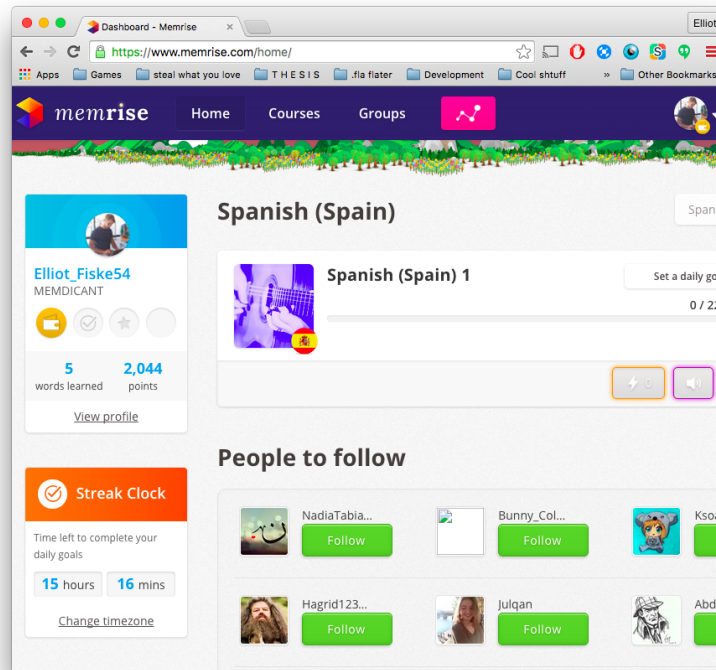 Dashboard - Memrise
Elliot
https://www.memrise.com/home/
Apps Games steal what you love T H E S I S .fla flater Development Cool shtuff » Other Bookmarks
memrise Home Courses Groups
Spanish (Spain)
Span
Elliot_Fiske54
MEMDICANT
5 2,044
words learned points
View profile
Spanish (Spain) 1
Set a daily go
0 / 22
People to follow
Streak Clock
Time left to complete your
daily goals
15 hours 16 mins
Change timezone
NadiaTabia... Bunny_Col... Ksoa
Follow Follow
Hagrid123... Julqan Abd
Follow Follow